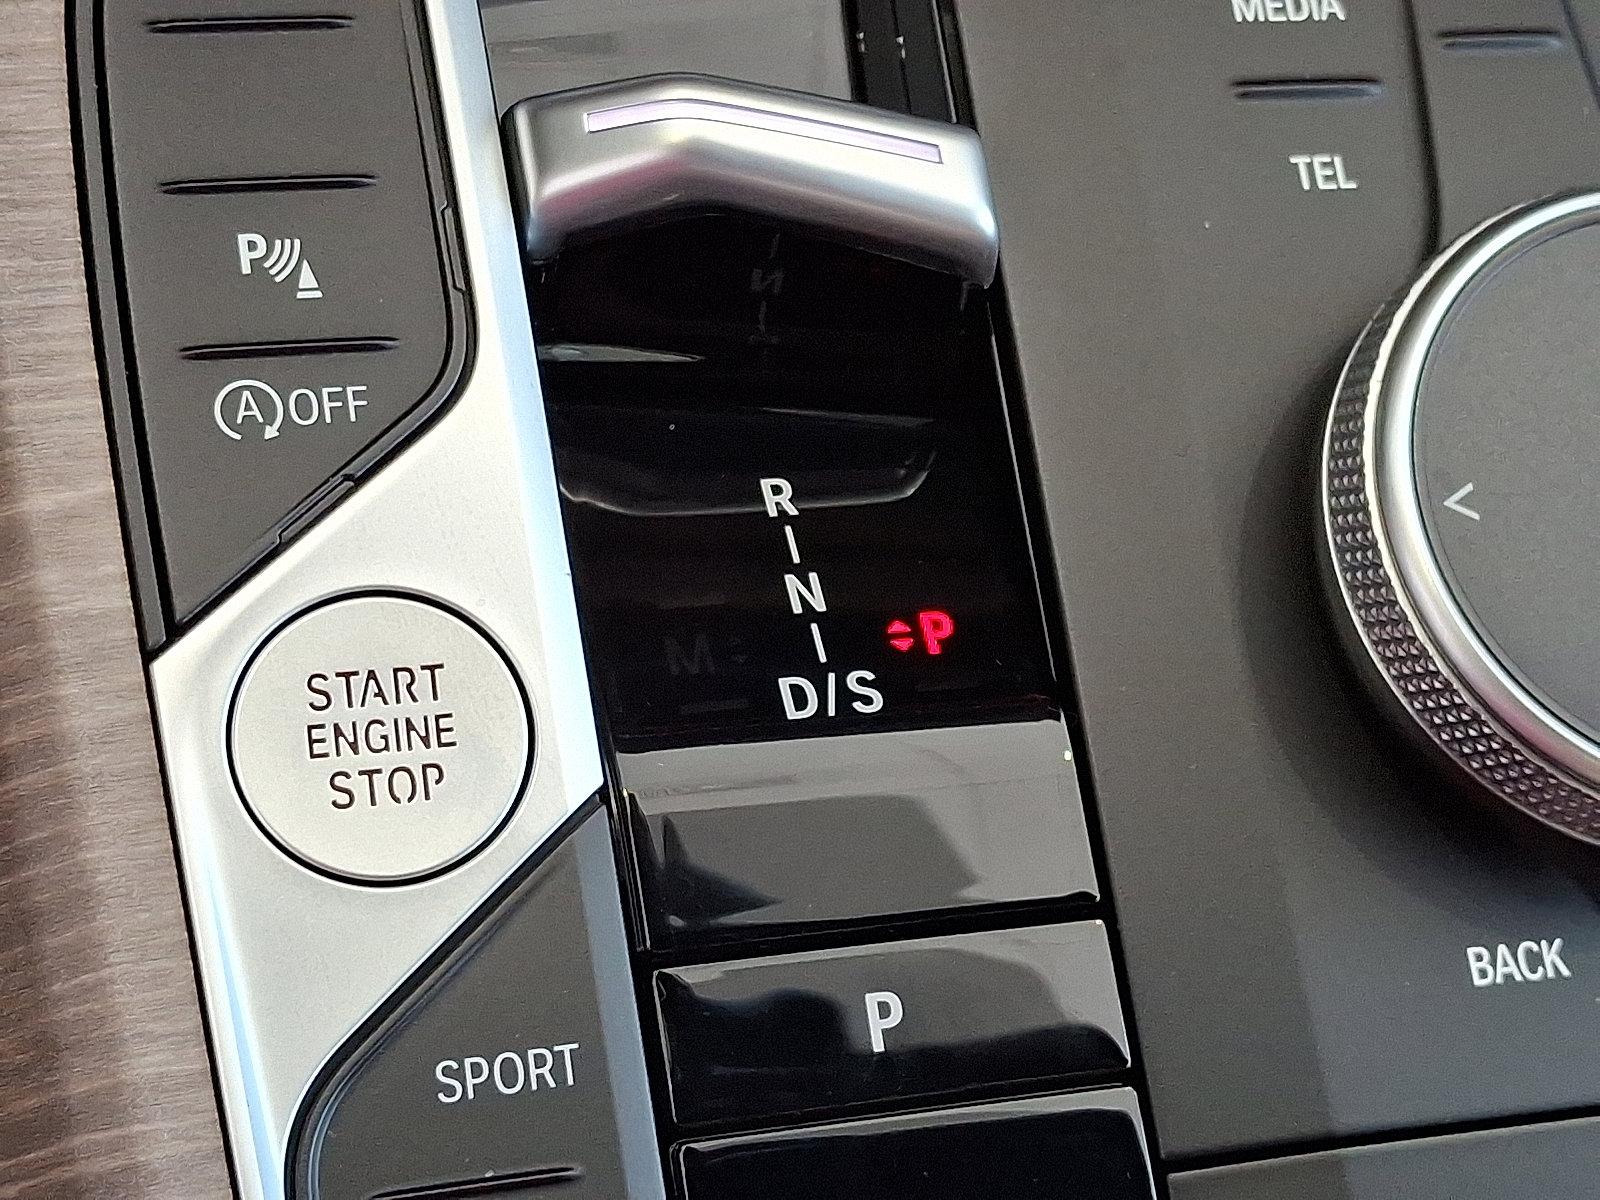 MEDIA
TEL
P
A OFF
R
N
D/S
P
START
ENGINE
STOP
M
BACK
P
SPORT